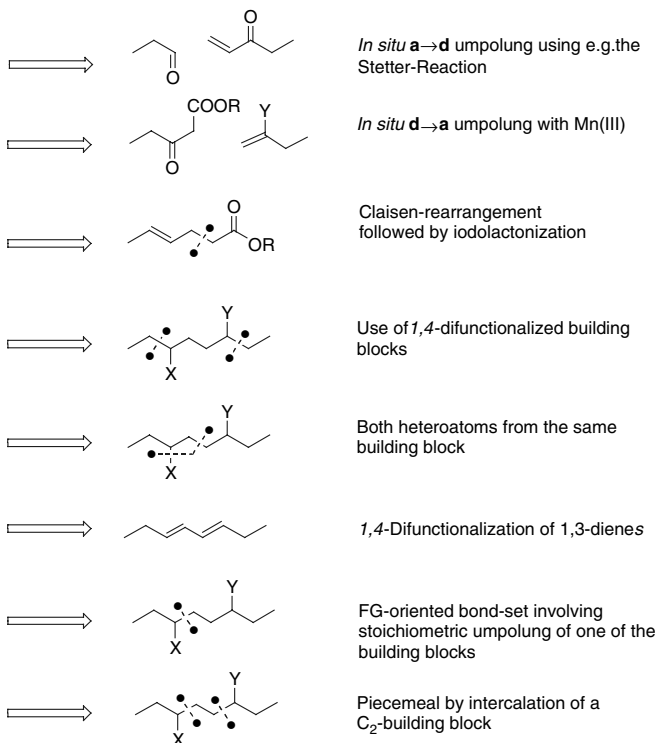 O
O
In situ a→d umpolung using e.g.the
Stetter-Reaction
COOR
O
Y
In situ d→a umpolung with Mn(III)
O
OR
Claisen-rearrangement
followed by iodolactonization
Y
X
Use of 1,4-difunctionalized building
blocks
Y
X
Both heteroatoms from the same
building block
1,4-Difunctionalization of 1,3-dienes
Y
X
FG-oriented bond-set involving
stoichiometric umpolung of one of the
building blocks
Y
X
Piecemeal by intercalation of a
C2-building block